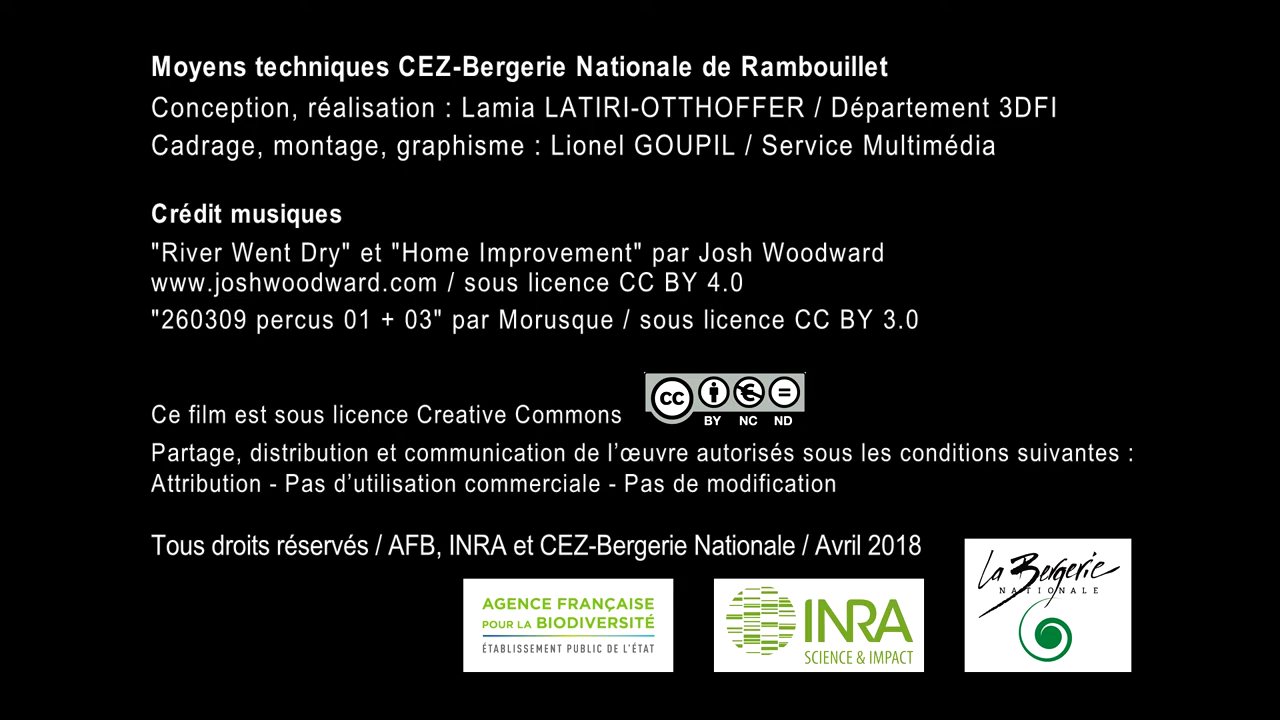 Moyens techniques CEZ-Bergerie Nationale de Rambouillet
Conception, réalisation : Lamia LATIRI-OTTHOFFER / Département 3DFI
Cadrage, montage, graphisme : Lionel GOUPIL / Service Multimédia
Crédit musiques
"River Went Dry" et "Home Improvement" par Josh Woodward
www.joshwoodward.com / sous licence CC BY 4.0
"260309 percus 01 + 03" par Morusque / sous licence CC BY 3.0
Ce film est sous licence Creative Commons
cc
BY NC ND
Partage, distribution et communication de l’œuvre autorisés sous les conditions suivantes :
Attribution - Pas d’utilisation commerciale - Pas de modification
Tous droits réservés / AFB, INRA et CEZ-Bergerie Nationale / Avril 2018
AGENCE FRANÇAISE
POUR LA BIODIVERSITÉ
ÉTABLISSEMENT PUBLIC DE L'ÉTAT
INRA
SCIENCE & IMPACT
La Bergerie
NATIONALE